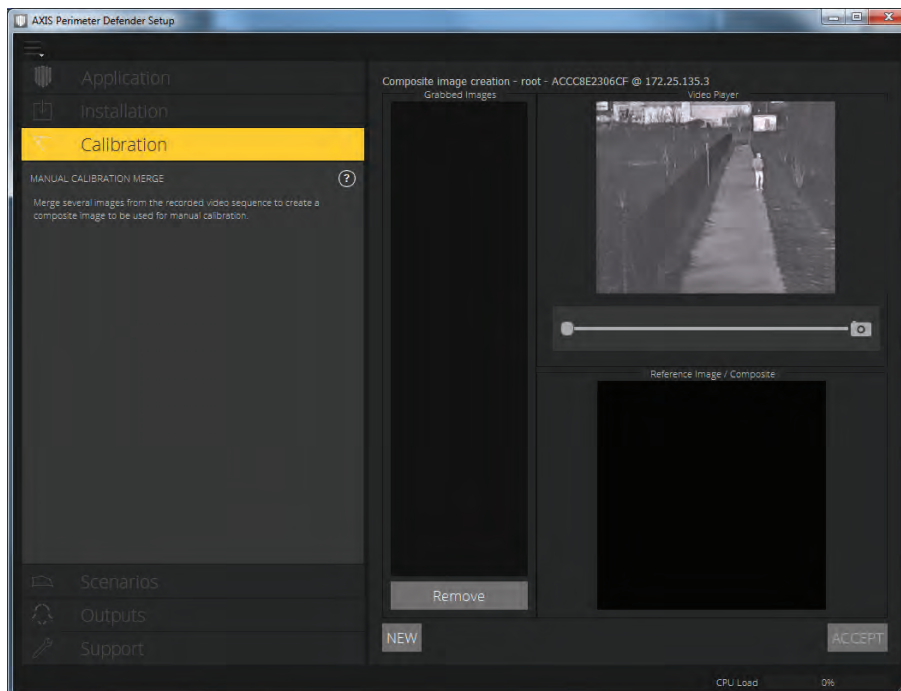 AXIS Perimeter Defender Setup
Application
Installation
Calibration
MANUAL CALIBRATION MERGE
?
Merge several images from the recorded video sequence to create a
composite image to be used for manual calibration.
Scenarios
Outputs
Support
Composite image creation - root - ACCC8E2306CF @ 172.25.135.3
Grabbed Images
Video Player
Reference Image / Composite
Remove
NEW
ACCEPT
CPU Load
0%